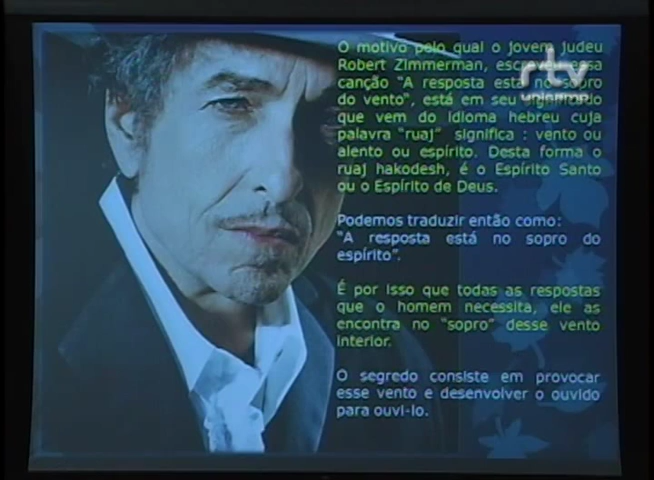 O motivo pelo qual o jovem judeu
Robert Zimmerman, escreveu essa
canção "A resposta está no sopro
do vento", está em seu significado
que vem do idioma hebreu cuja
palavra "ruaj" significa : vento ou
alento ou espírito. Desta forma o
ruaj hakodesh, é o Espírito Santo
ou o Espírito de Deus.
Podemos traduzir então como:
"A resposta está no sopro do
espírito".
É por isso que todas as respostas
que o homem necessita, ele as
encontra no "sopro" desse vento
interior.
O segredo consiste em provocar
esse vento e desenvolver o ouvido
para ouvi-lo.
rtv